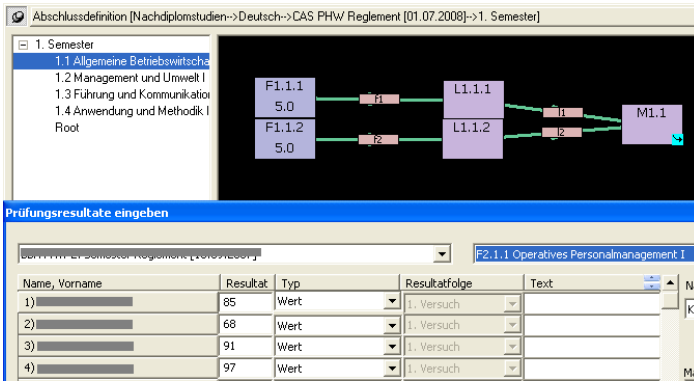 Abschlussdefinition [Nachdiplomstudien-->Deutsch-->CAS PHW Reglement [01.07.2008]-->1. Semester]
1. Semester
1.1 Allgemeine Betriebswirtscha
1.2 Management und Umwelt I
1.3 Führung und Kommunikation
1.4 Anwendung und Methodik I
Root
F1.1.1
5.0
f1
L1.1.1
l1
F1.1.2
5.0
f2
L1.1.2
l2
M1.1
Prüfungsresultate eingeben
F2.1.1 Operatives Personalmanagement I
Name, Vorname Resultat Typ Resultatfolge Text
1) 85 Wert 1. Versuch
2) 68 Wert 1. Versuch
3) 91 Wert 1. Versuch
4) 97 Wert 1. Versuch